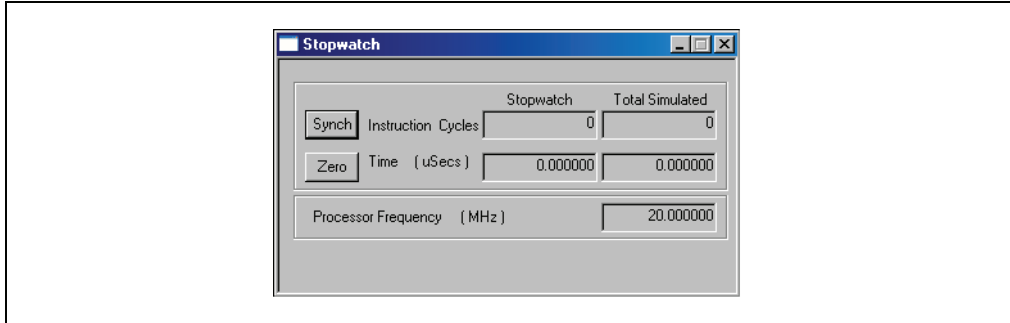 Stopwatch
Stopwatch Total Simulated
Synch Instruction Cycles 0 0
Zero Time ( uSecs ) 0.000000 0.000000
Processor Frequency ( MHz ) 20.000000